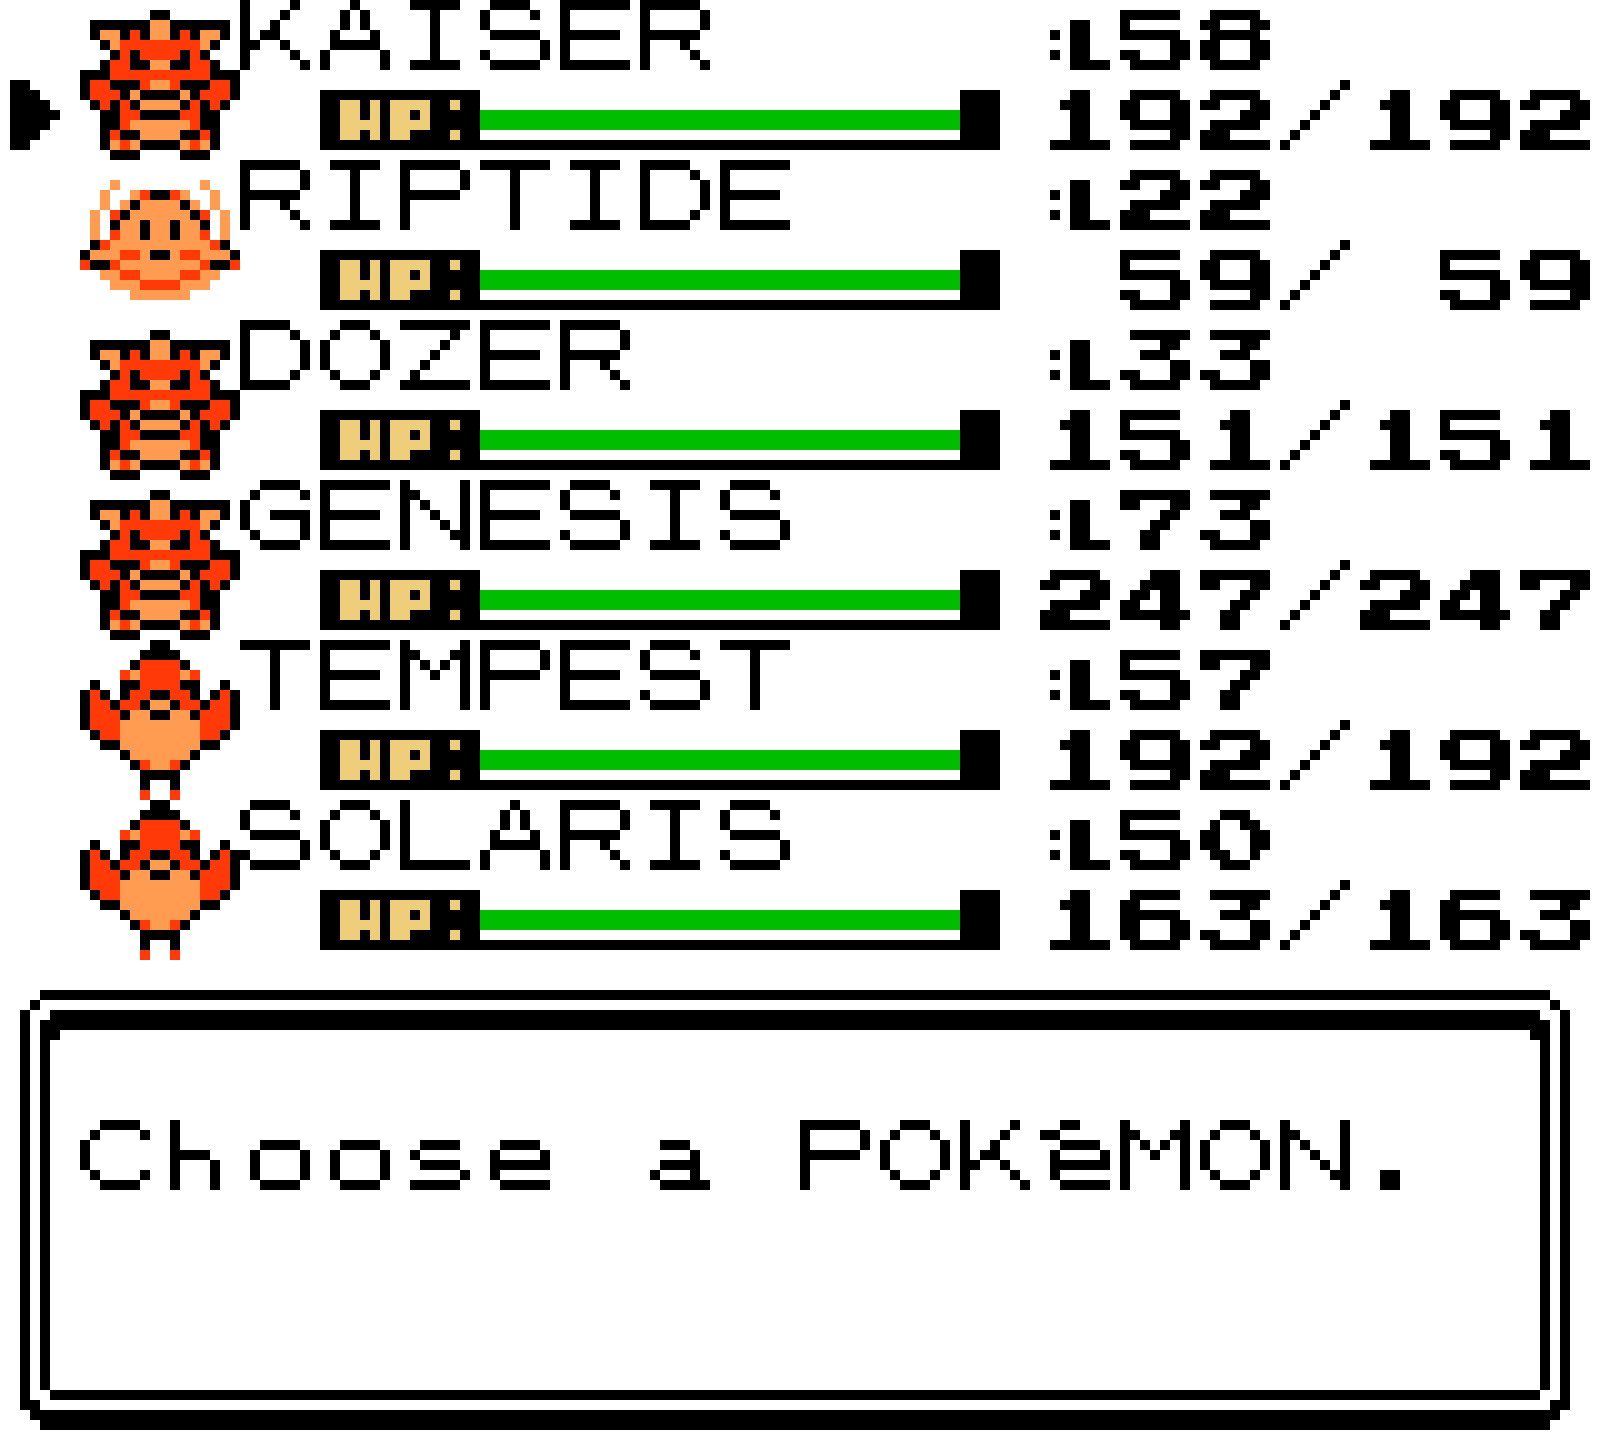 KAISER :L58
HP: 192/192
RIPTIDE :L22
HP: 59/ 59
DOZER :L33
HP: 151/151
GENESIS :L73
HP: 247/247
TEMPEST :L57
HP: 192/192
SOLARIS :L50
HP: 163/163
Choose a POKéMON.